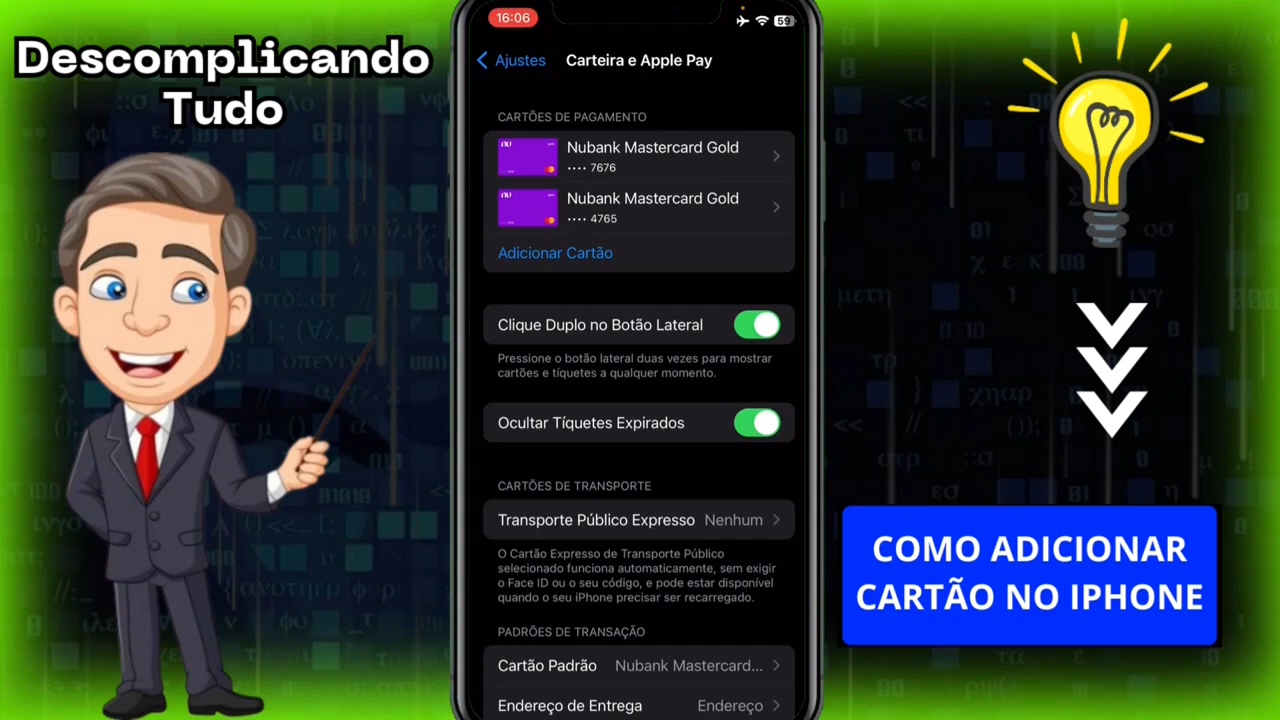 Descomplicando
Tudo
16:06
59
Ajustes
Carteira e Apple Pay
CARTÕES DE PAGAMENTO
nu
Nubank Mastercard Gold
•••• 7676
nu
Nubank Mastercard Gold
•••• 4765
Adicionar Cartão
Clique Duplo no Botão Lateral
Pressione o botão lateral duas vezes para mostrar
cartões e tíquetes a qualquer momento.
Ocultar Tíquetes Expirados
CARTÕES DE TRANSPORTE
Transporte Público Expresso Nenhum
O Cartão Expresso de Transporte Público
selecionado funciona automaticamente, sem exigir
o Face ID ou o seu código, e pode estar disponível
quando o seu iPhone precisar ser recarregado.
PADRÕES DE TRANSAÇÃO
Cartão Padrão Nubank Mastercard...
Endereço de Entrega Endereço
COMO ADICIONAR
CARTÃO NO IPHONE